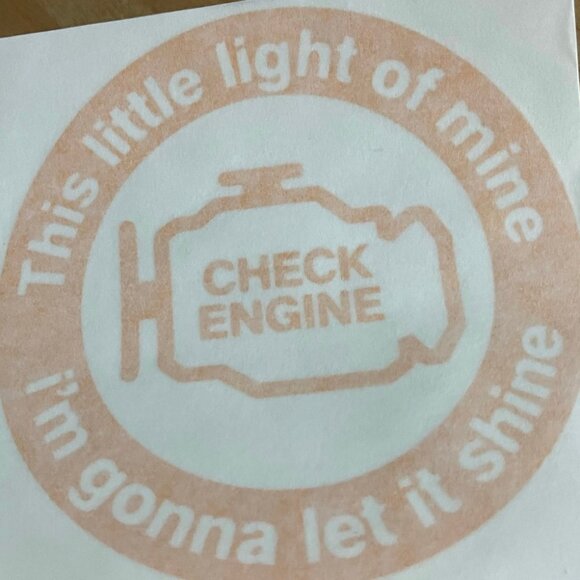 This little light of mine
CHECK
ENGINE
i'm gonna let it shine